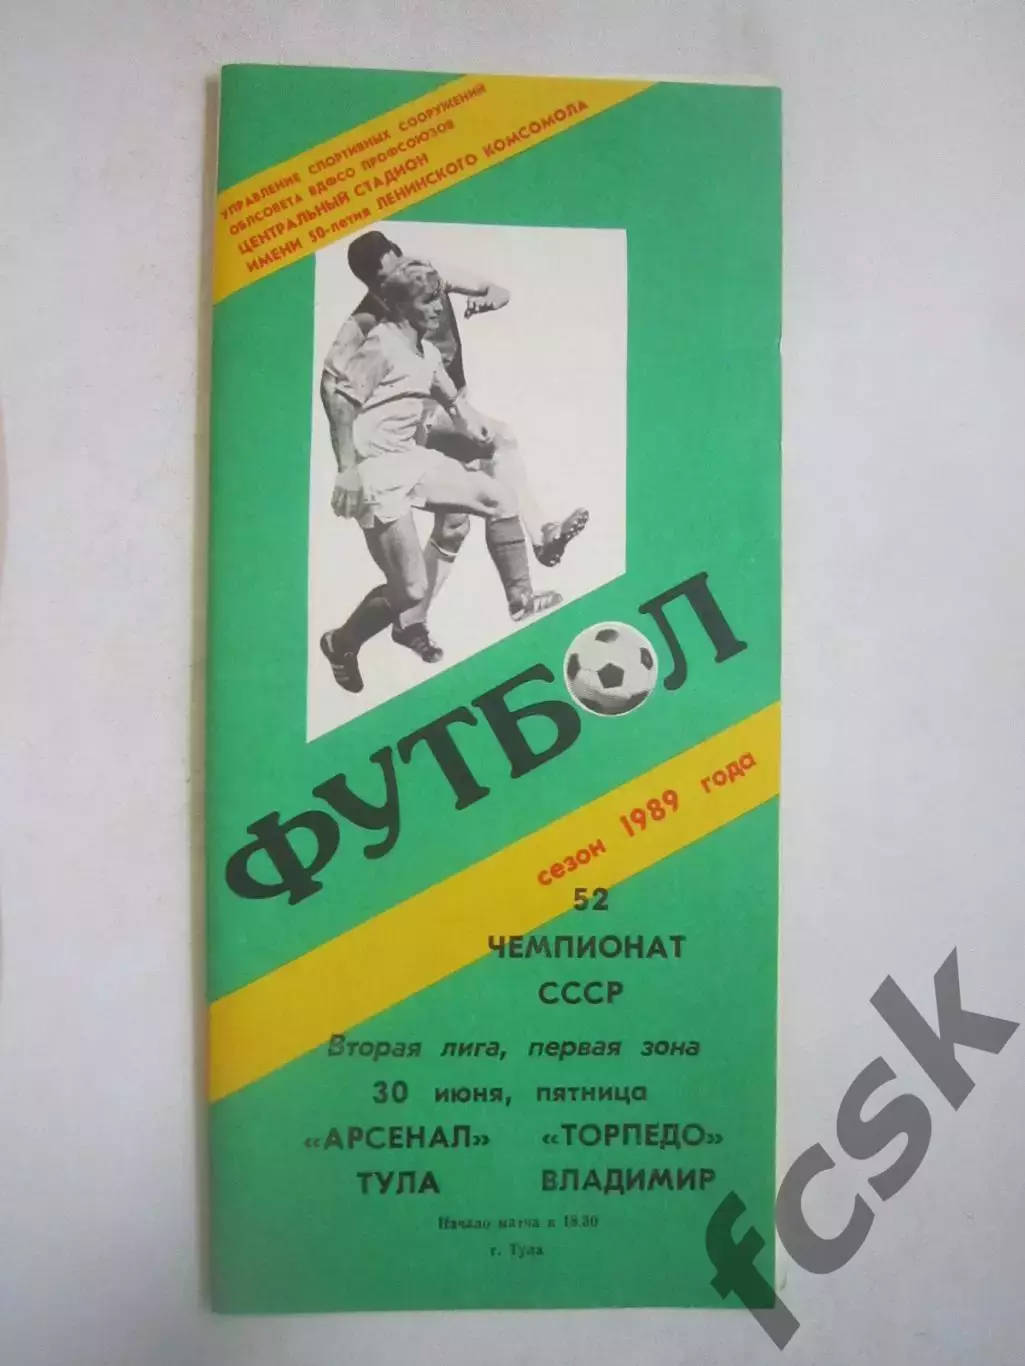 УПРАВЛЕНИЕ СПОРТИВНЫХ СООРУЖЕНИЙ
ОБЛСОВЕТА ВДФСО ПРОФСОЮЗОВ
ЦЕНТРАЛЬНЫЙ СТАДИОН
ИМЕНИ 50-летия ЛЕНИНСКОГО КОМСОМОЛА
ФУТБОЛ
сезон 1989 года
52
ЧЕМПИОНАТ
СССР
Вторая лига, первая зона
30 июня, пятница
«АРСЕНАЛ» «ТОРПЕДО»
ТУЛА ВЛАДИМИР
Начало матча в 18.30
г. Тула
fcsk